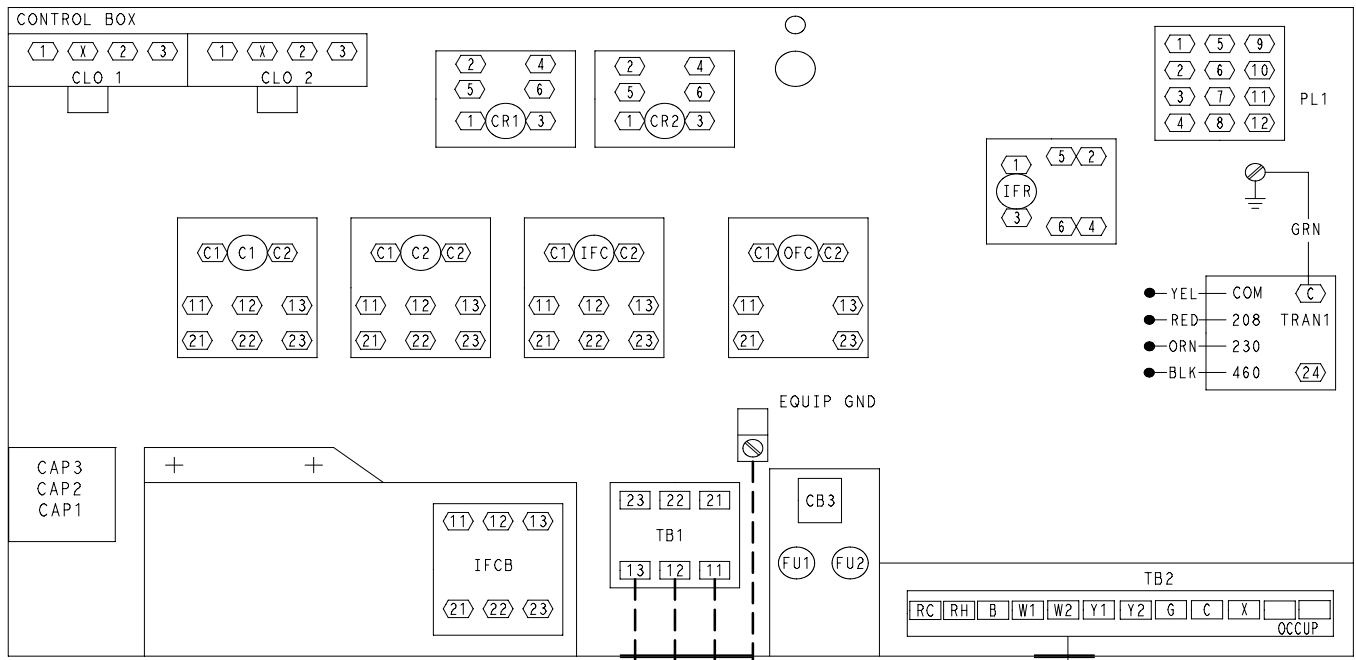 CONTROL BOX
1 X 2 3
CLO 1
1 X 2 3
CLO 2
2 4
5 6
1 CR1 3
2 4
5 6
1 CR2 3
1 5 9
2 6 10
3 7 11
4 8 12
PL1
1 5 2
IFR
3 6 4
GRN
C1 C1 C2
11 12 13
21 22 23
C1 C2 C2
11 12 13
21 22 23
C1 IFC C2
11 12 13
21 22 23
C1 OFC C2
11 13
21 23
YEL COM C
RED 208 TRAN1
ORN 230
BLK 460 24
EQUIP GND
CAP3
CAP2
CAP1
11 12 13
IFCB
21 22 23
23 22 21
TB1
13 12 11
CB3
FU1 FU2
TB2
RC RH B W1 W2 Y1 Y2 G C X
OCCUP